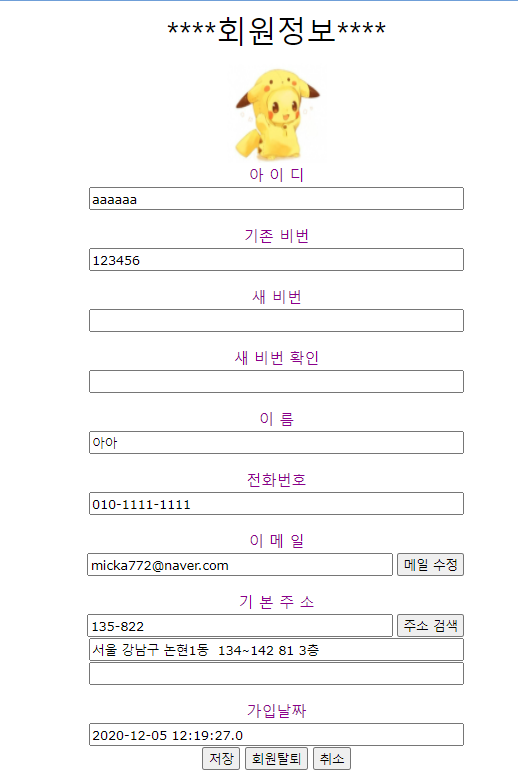 ****회원정보****
아 이 디
aaaaaa
기존 비번
123456
새 비번
새 비번 확인
이 름
아아
전화번호
010-1111-1111
이 메 일
micka772@naver.com 메일 수정
기 본 주 소
135-822 주소 검색
서울 강남구 논현1동  134~142 81 3층
가입날짜
2020-12-05 12:19:27.0
저장 회원탈퇴 취소